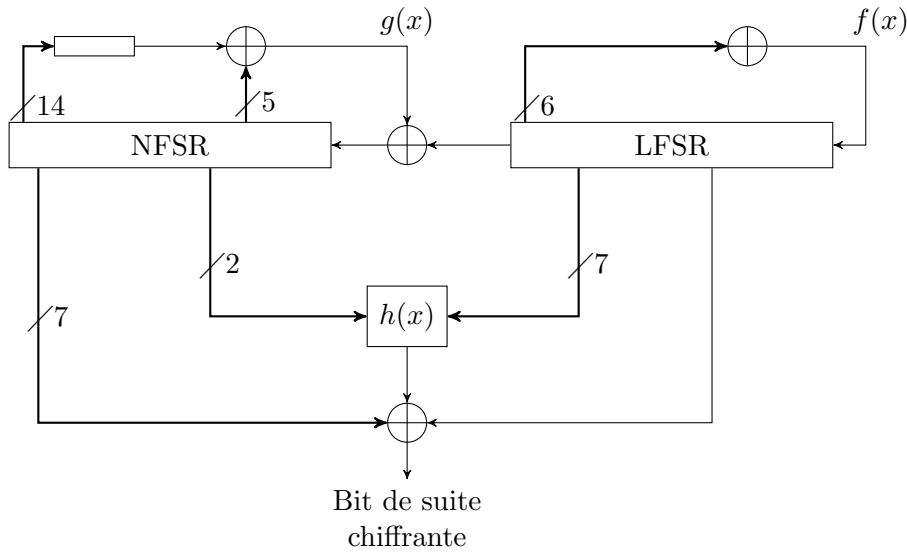 g(x)
f(x)
14
5
6
NFSR
LFSR
2
7
7
h(x)
Bit de suite
chiffrante